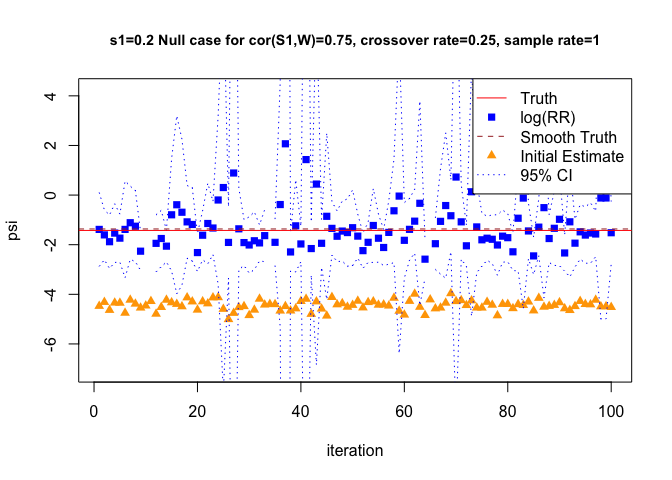 s1=0.2 Null case for cor(S1,W)=0.75, crossover rate=0.25, sample rate=1
Truth
log(RR)
Smooth Truth
Initial Estimate
95% CI
psi
4
2
0
-2
-4
-6
0 20 40 60 80 100
iteration